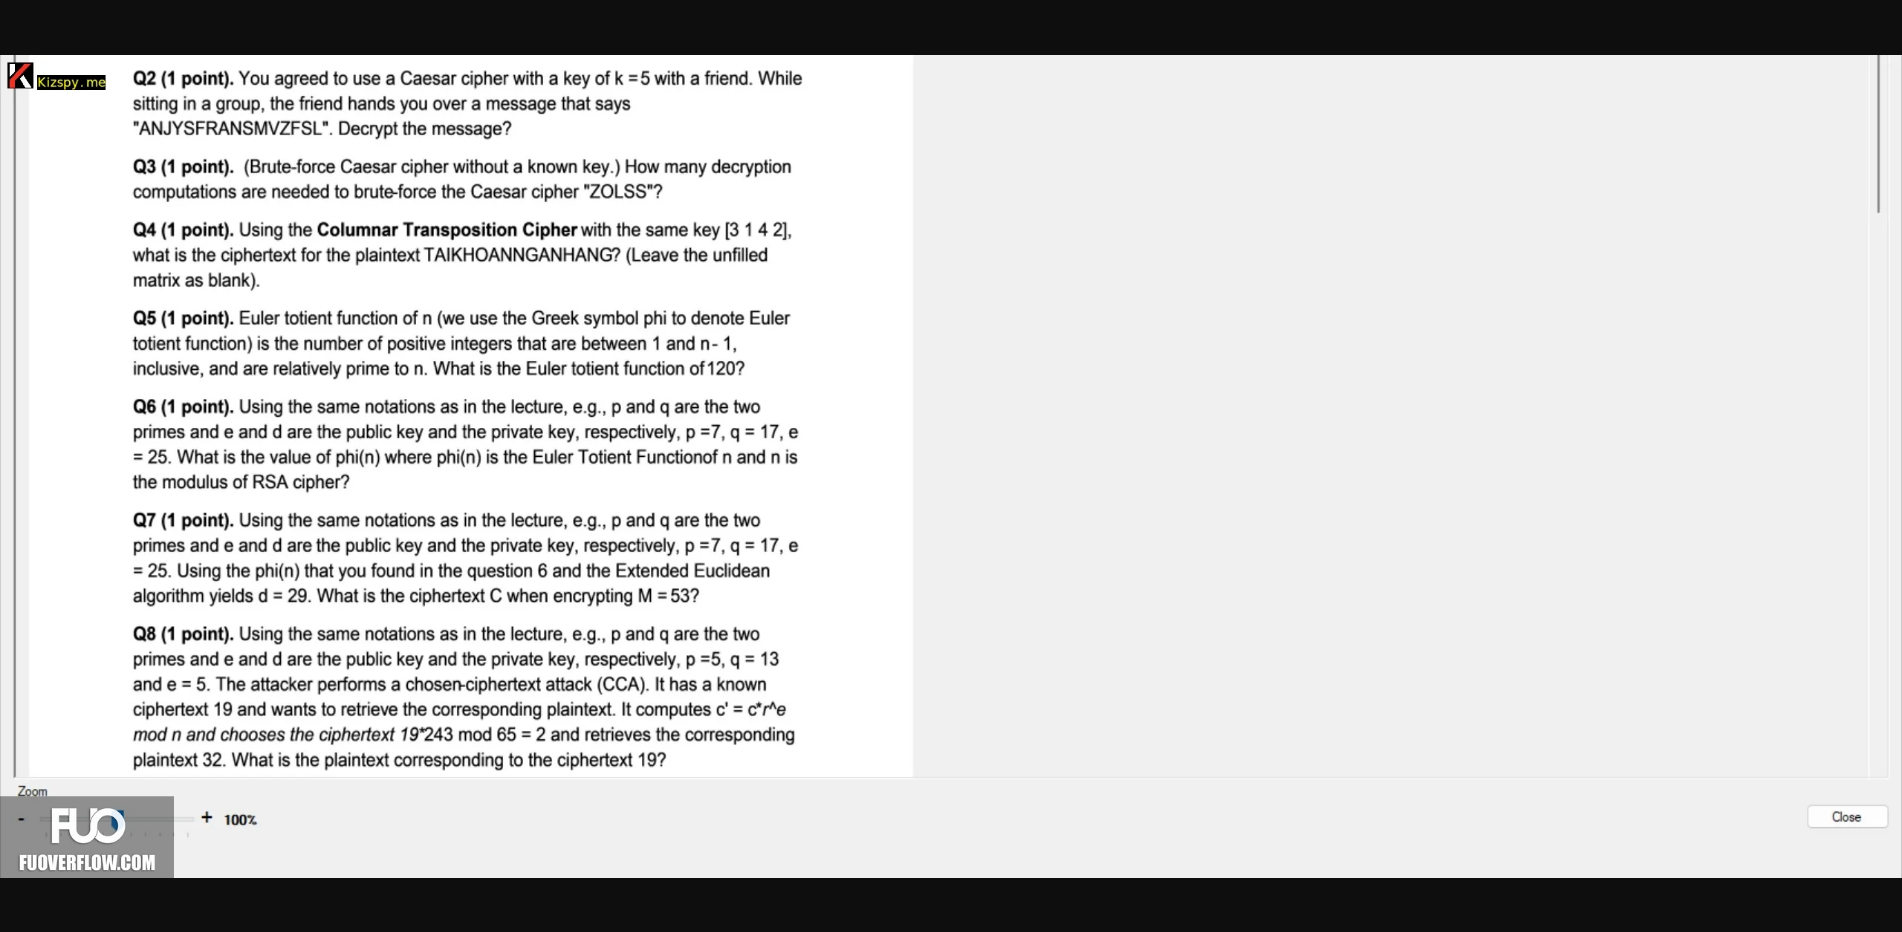 Kizspy.me
Q2 (1 point). You agreed to use a Caesar cipher with a key of k =5 with a friend. While
sitting in a group, the friend hands you over a message that says
"ANJYSFRANSMVZFSL". Decrypt the message?
Q3 (1 point).  (Brute-force Caesar cipher without a known key.) How many decryption
computations are needed to brute-force the Caesar cipher "ZOLSS"?
Q4 (1 point). Using the Columnar Transposition Cipher with the same key [3 1 4 2],
what is the ciphertext for the plaintext TAIKHOANNGANHANG? (Leave the unfilled
matrix as blank).
Q5 (1 point). Euler totient function of n (we use the Greek symbol phi to denote Euler
totient function) is the number of positive integers that are between 1 and n- 1,
inclusive, and are relatively prime to n. What is the Euler totient function of 120?
Q6 (1 point). Using the same notations as in the lecture, e.g., p and q are the two
primes and e and d are the public key and the private key, respectively, p =7, q = 17, e
= 25. What is the value of phi(n) where phi(n) is the Euler Totient Functionof n and n is
the modulus of RSA cipher?
Q7 (1 point). Using the same notations as in the lecture, e.g., p and q are the two
primes and e and d are the public key and the private key, respectively, p =7, q = 17, e
= 25. Using the phi(n) that you found in the question 6 and the Extended Euclidean
algorithm yields d = 29. What is the ciphertext C when encrypting M = 53?
Q8 (1 point). Using the same notations as in the lecture, e.g., p and q are the two
primes and e and d are the public key and the private key, respectively, p =5, q = 13
and e = 5. The attacker performs a chosen-ciphertext attack (CCA). It has a known
ciphertext 19 and wants to retrieve the corresponding plaintext. It computes c' = c*r^e
mod n and chooses the ciphertext 19*243 mod 65 = 2 and retrieves the corresponding
plaintext 32. What is the plaintext corresponding to the ciphertext 19?
Zoom
- + 100%
Close
FUO
FUOVERFLOW.COM